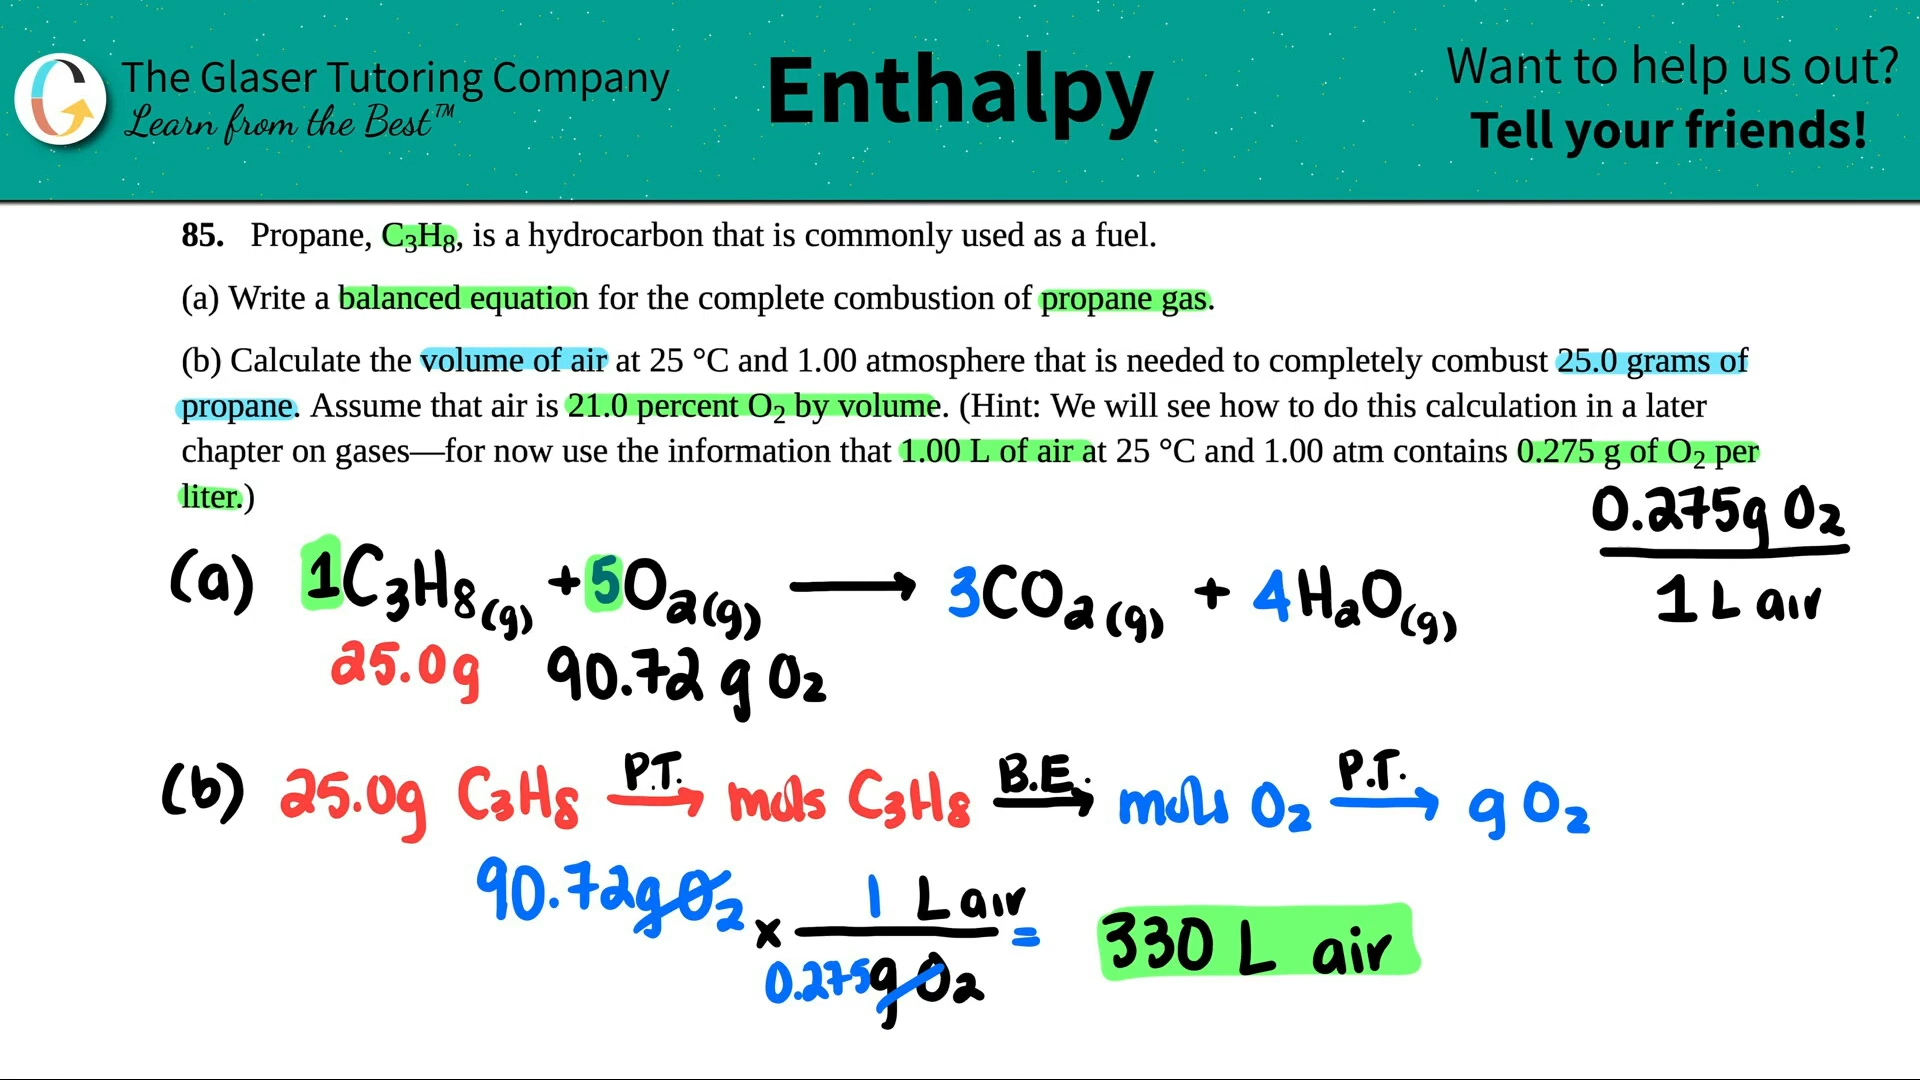 The Glaser Tutoring Company
Learn from the Best™
Enthalpy
Want to help us out?
Tell your friends!
85. Propane, C₃H₈, is a hydrocarbon that is commonly used as a fuel.
(a) Write a balanced equation for the complete combustion of propane gas.
(b) Calculate the volume of air at 25 °C and 1.00 atmosphere that is needed to completely combust 25.0 grams of
propane. Assume that air is 21.0 percent O₂ by volume. (Hint: We will see how to do this calculation in a later
chapter on gases—for now use the information that 1.00 L of air at 25 °C and 1.00 atm contains 0.275 g of O₂ per
liter.)
0.275g O₂
1 L air
(a) 1C₃H₈(g) + 5O₂(g) ⟶ 3CO₂(g) + 4H₂O(g)
25.0g 90.72 g O₂
P.T. B.E. P.T.
(b) 25.0g C₃H₈ → mols C₃H₈ → mols O₂ → g O₂
90.72g O₂ × 1 L air =
0.275g O₂
330 L air